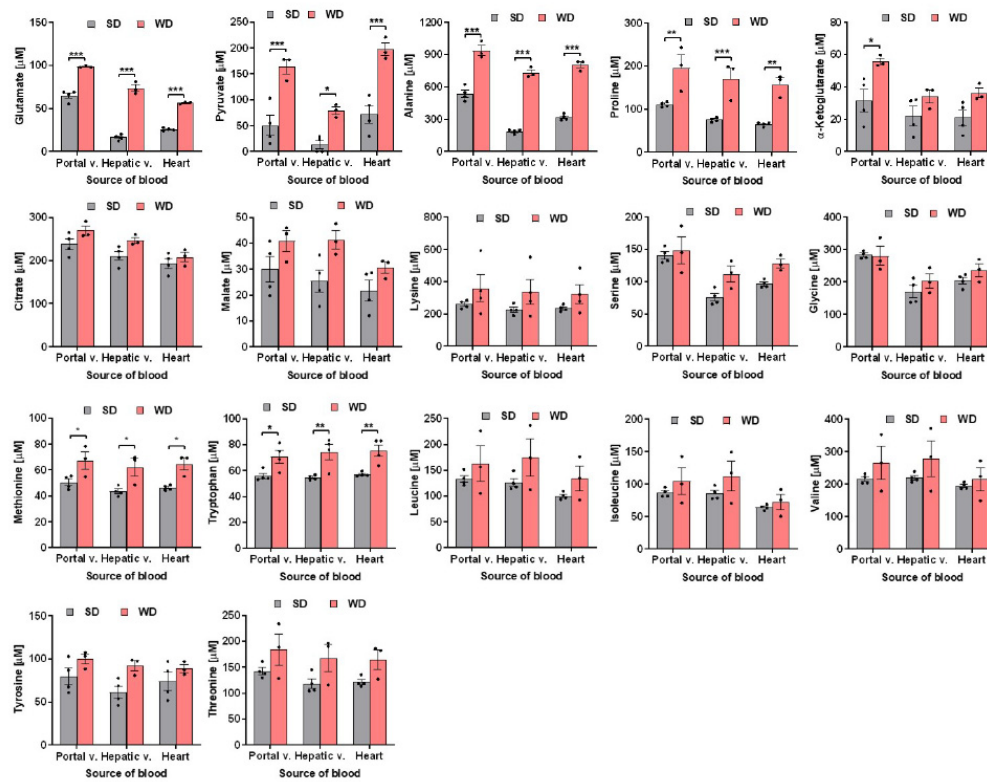 SD WD
Glutamate [µM]
150
100
50
0
*** *** ***
Portal v. Hepatic v. Heart
Source of blood
SD WD
Pyruvate [µM]
250
200
150
100
50
0
*** * ***
Portal v. Hepatic v. Heart
Source of blood
SD WD
Alanine [µM]
1200
900
600
300
0
*** *** ***
Portal v. Hepatic v. Heart
Source of blood
SD WD
Proline [µM]
300
200
100
0
** *** **
Portal v. Hepatic v. Heart
Source of blood
SD WD
α-Ketoglutarate [µM]
80
60
40
20
0
*
Portal v. Hepatic v. Heart
Source of blood
SD WD
Citrate [µM]
300
200
100
0
Portal v. Hepatic v. Heart
Source of blood
SD WD
Malate [µM]
60
40
20
0
Portal v. Hepatic v. Heart
Source of blood
SD WD
Lysine [µM]
800
600
400
200
0
Portal v. Hepatic v. Heart
Source of blood
SD WD
Serine [µM]
200
150
100
50
0
Portal v. Hepatic v. Heart
Source of blood
SD WD
Glycine [µM]
400
300
200
100
0
Portal v. Hepatic v. Heart
Source of blood
SD WD
Methionine [µM]
100
80
60
40
20
0
* * *
Portal v. Hepatic v. Heart
Source of blood
SD WD
Tryptophan [µM]
100
80
60
40
20
0
* ** **
Portal v. Hepatic v. Heart
Source of blood
SD WD
Leucine [µM]
250
200
150
100
50
0
Portal v. Hepatic v. Heart
Source of blood
SD WD
Isoleucine [µM]
200
150
100
50
0
Portal v. Hepatic v. Heart
Source of blood
SD WD
Valine [µM]
400
300
200
100
0
Portal v. Hepatic v. Heart
Source of blood
SD WD
Tyrosine [µM]
150
100
50
0
Portal v. Hepatic v. Heart
Source of blood
SD WD
Threonine [µM]
250
200
150
100
50
0
Portal v. Hepatic v. Heart
Source of blood